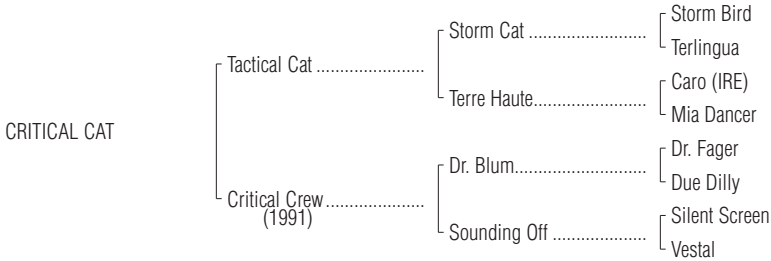 Storm Bird
Storm Cat ..........................
Terlingua
Tactical Cat ........................
Caro (IRE)
Terre Haute.........................
Mia Dancer
CRITICAL CAT
Dr. Fager
Dr. Blum.............................
Due Dilly
Critical Crew ......................
(1991)
Silent Screen
Sounding Off .....................
Vestal